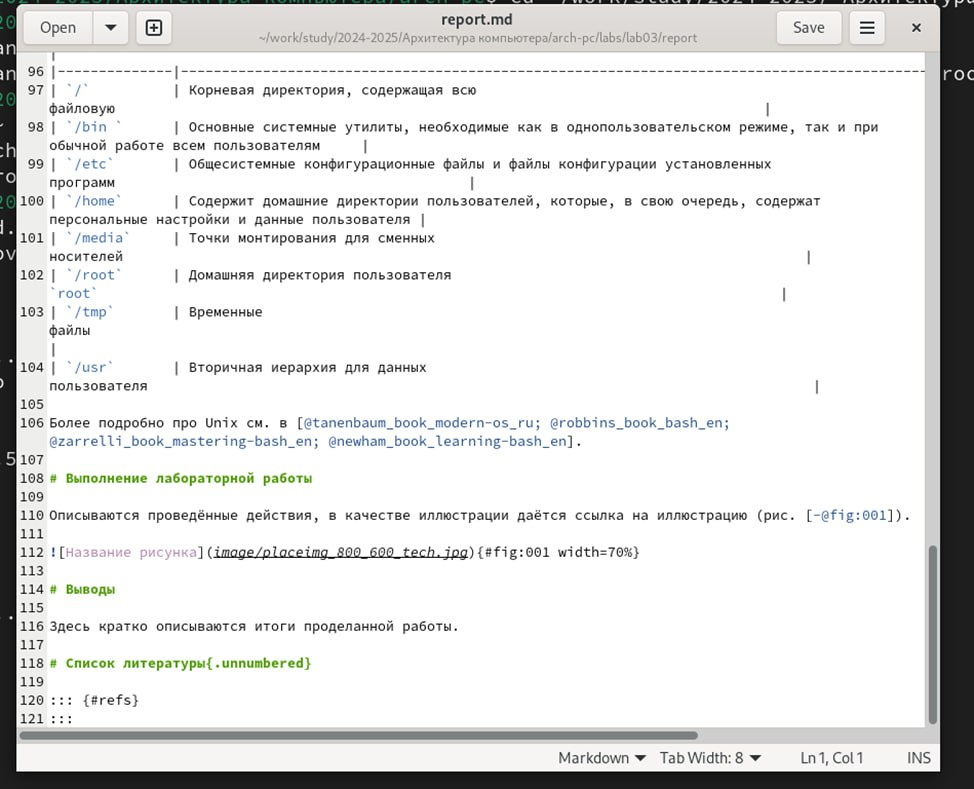 Open
report.md
~/work/study/2024-2025/Архитектура компьютера/arch-pc/labs/lab03/report
Save
96 |--------------|--------------------------------------------------------------------------------------------
97 | `/` | Корневая директория, содержащая всю
файловую |
98 | `/bin ` | Основные системные утилиты, необходимые как в однопользовательском режиме, так и при
обычной работе всем пользователям |
99 | `/etc` | Общесистемные конфигурационные файлы и файлы конфигурации установленных
программ |
100 | `/home` | Содержит домашние директории пользователей, которые, в свою очередь, содержат
персональные настройки и данные пользователя |
101 | `/media` | Точки монтирования для сменных
носителей |
102 | `/root` | Домашняя директория пользователя
`root` |
103 | `/tmp` | Временные
файлы
|
104 | `/usr` | Вторичная иерархия для данных
пользователя |
105
106 Более подробно про Unix см. в [@tanenbaum_book_modern-os_ru; @robbins_book_bash_en;
@zarrelli_book_mastering-bash_en; @newham_book_learning-bash_en].
107
108 # Выполнение лабораторной работы
109
110 Описываются проведённые действия, в качестве иллюстрации даётся ссылка на иллюстрацию (рис. [-@fig:001]).
111
112 ![Название рисунка](image/placeimg_800_600_tech.jpg){#fig:001 width=70%}
113
114 # Выводы
115
116 Здесь кратко описываются итоги проделанной работы.
117
118 # Список литературы{.unnumbered}
119
120 ::: {#refs}
121 :::
Markdown Tab Width: 8 Ln 1, Col 1 INS